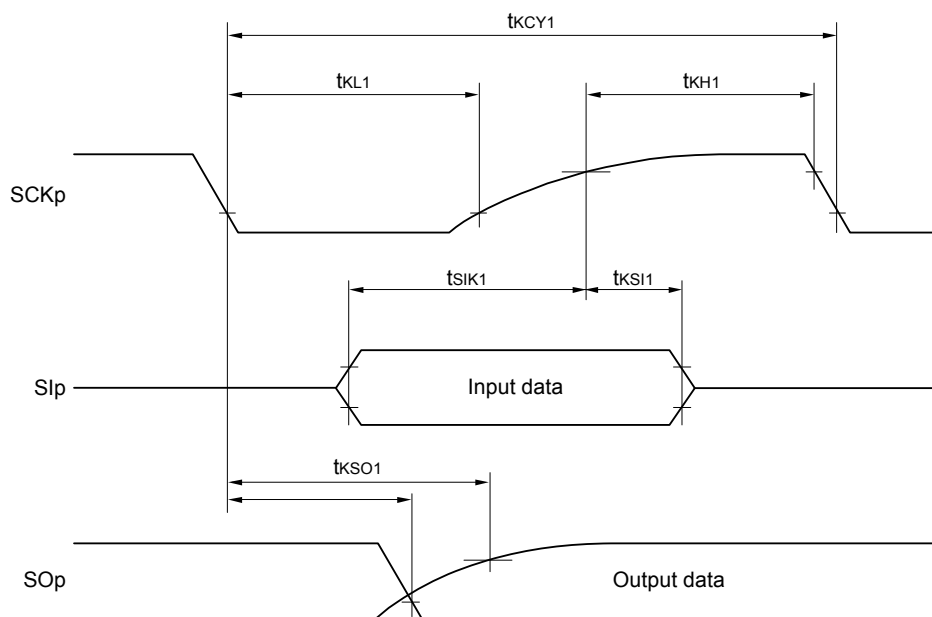 tKCY1
tKL1
tKH1
SCKp
tSIK1
tKSI1
SIp
Input data
tKSO1
SOp
Output data